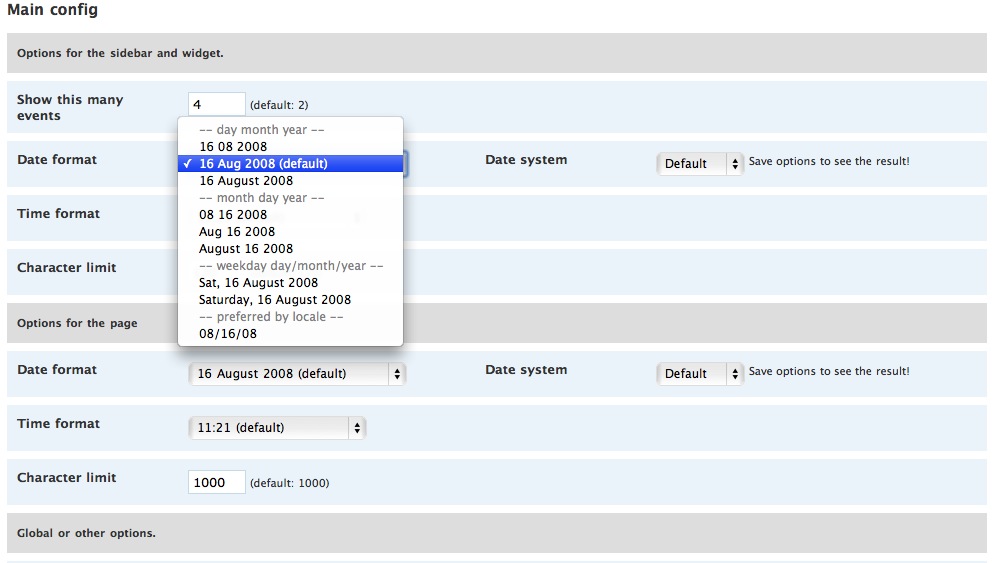 Main config
Options for the sidebar and widget.
Show this many
events
4
(default: 2)
Date format
-- day month year --
16 08 2008
✓ 16 Aug 2008 (default)
16 August 2008
-- month day year --
08 16 2008
Aug 16 2008
August 16 2008
-- weekday day/month/year --
Sat, 16 August 2008
Saturday, 16 August 2008
-- preferred by locale --
08/16/08
Date system
Default
Save options to see the result!
Time format
Character limit
Options for the page
Date format
16 August 2008 (default)
Date system
Default
Save options to see the result!
Time format
11:21 (default)
Character limit
1000
(default: 1000)
Global or other options.